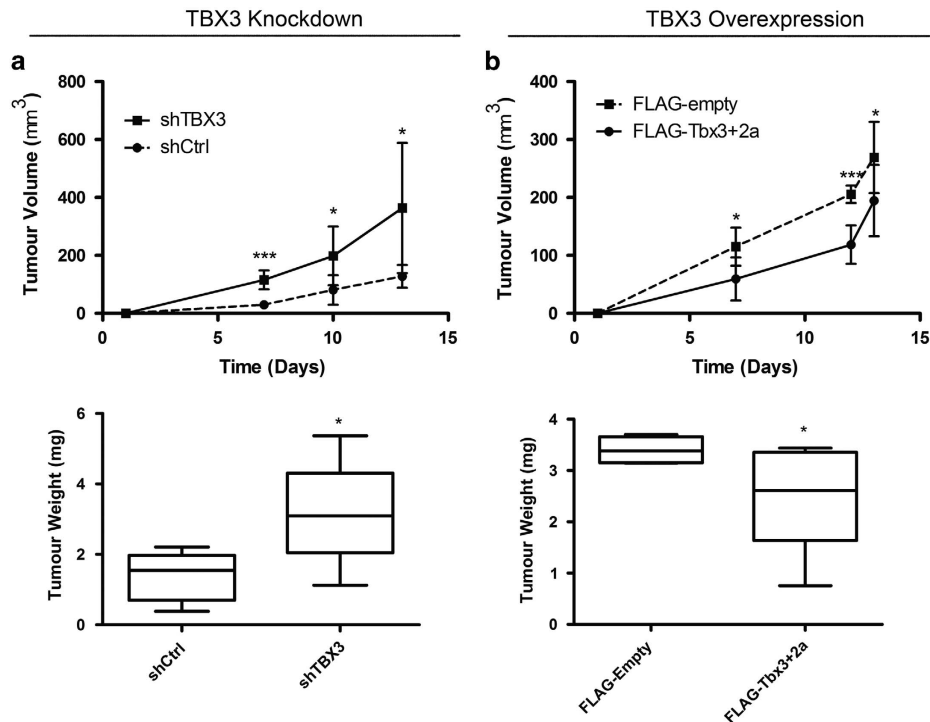 TBX3 Knockdown
TBX3 Overexpression
a
800
600
400
200
0
Tumour Volume (mm³)
shTBX3
shCtrl
***
*
*
0
5
10
15
Time (Days)
b
400
300
200
100
0
Tumour Volume (mm³)
FLAG-empty
FLAG-Tbx3+2a
*
***
*
0
5
10
15
Time (Days)
6
4
2
0
Tumour Weight (mg)
*
shCtrl
shTBX3
4
3
2
1
0
Tumour Weight (mg)
*
FLAG-Empty
FLAG-Tbx3+2a